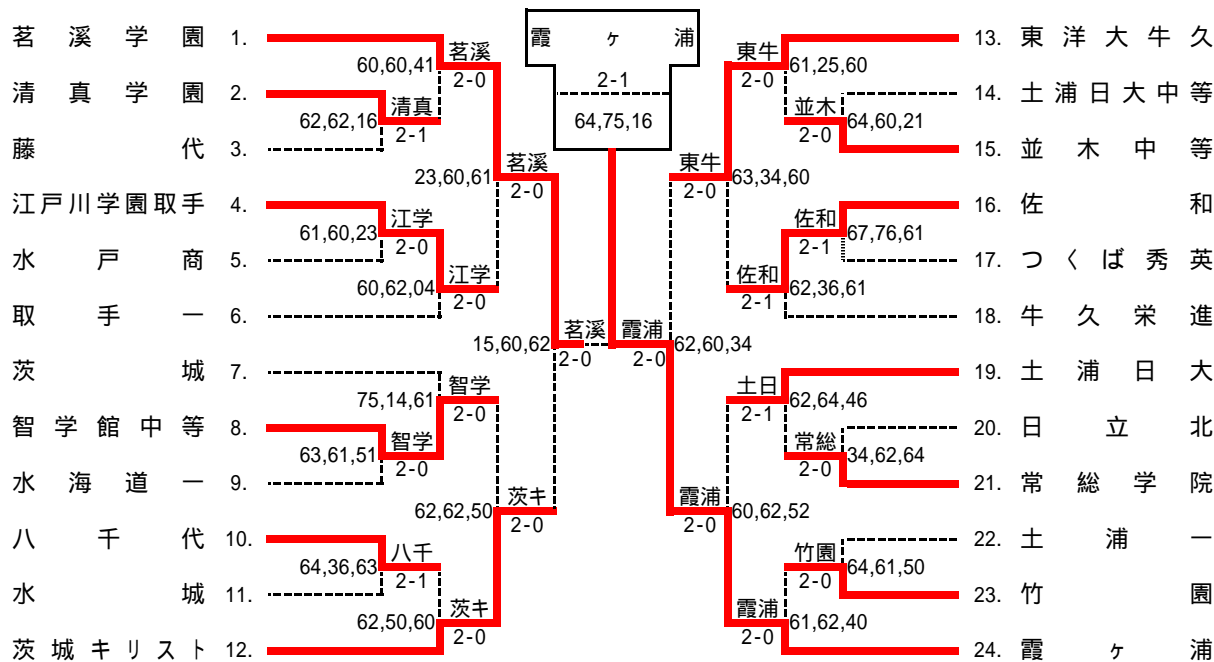 霞ヶ浦
2-1
64,75,16
茗溪学園 1.
清真学園 2.
藤代 3.
江戸川学園取手 4.
水戸商 5.
取手一 6.
茨城 7.
智学館中等 8.
水海道一 9.
八千代 10.
水城 11.
茨城キリスト 12.
60,60,41
茗溪
2-0
62,62,16
清真
2-1
23,60,61
茗溪
2-0
61,60,23
江学
2-0
60,62,04
江学
2-0
15,60,62
茗溪
2-0
75,14,61
智学
2-0
63,61,51
智学
2-0
62,62,50
茨キ
2-0
64,36,63
八千
2-1
62,50,60
茨キ
2-0
東牛
2-0
61,25,60
並木
2-0
64,60,21
東牛
2-0
63,34,60
佐和
2-1
67,76,61
佐和
2-1
62,36,61
霞浦
2-0
62,60,34
土日
2-1
62,64,46
常総
2-0
34,62,64
霞浦
2-0
60,62,52
竹園
2-0
64,61,50
霞浦
2-0
61,62,40
13. 東洋大牛久
14. 土浦日大中等
15. 並木中等
16. 佐和
17. つくば秀英
18. 牛久栄進
19. 土浦日大
20. 日立北
21. 常総学院
22. 土浦一
23. 竹園
24. 霞ヶ浦